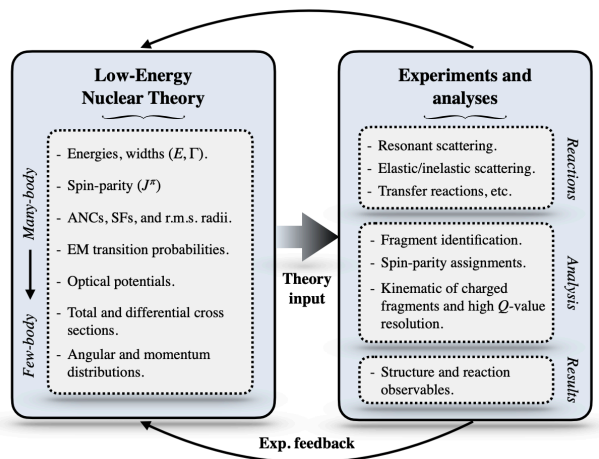 Low-Energy
Nuclear Theory
Many-body
Few-body
- Energies, widths (E, Γ).
- Spin-parity (J^π)
- ANCs, SFs, and r.m.s. radii.
- EM transition probabilities.
- Optical potentials.
- Total and differential cross
sections.
- Angular and momentum
distributions.
Theory
input
Experiments and
analyses
- Resonant scattering.
- Elastic/inelastic scattering.
- Transfer reactions, etc.
Reactions
- Fragment identification.
- Spin-parity assignments.
- Kinematic of charged
fragments and high Q-value
resolution.
Analysis
- Structure and reaction
observables.
Results
Exp. feedback